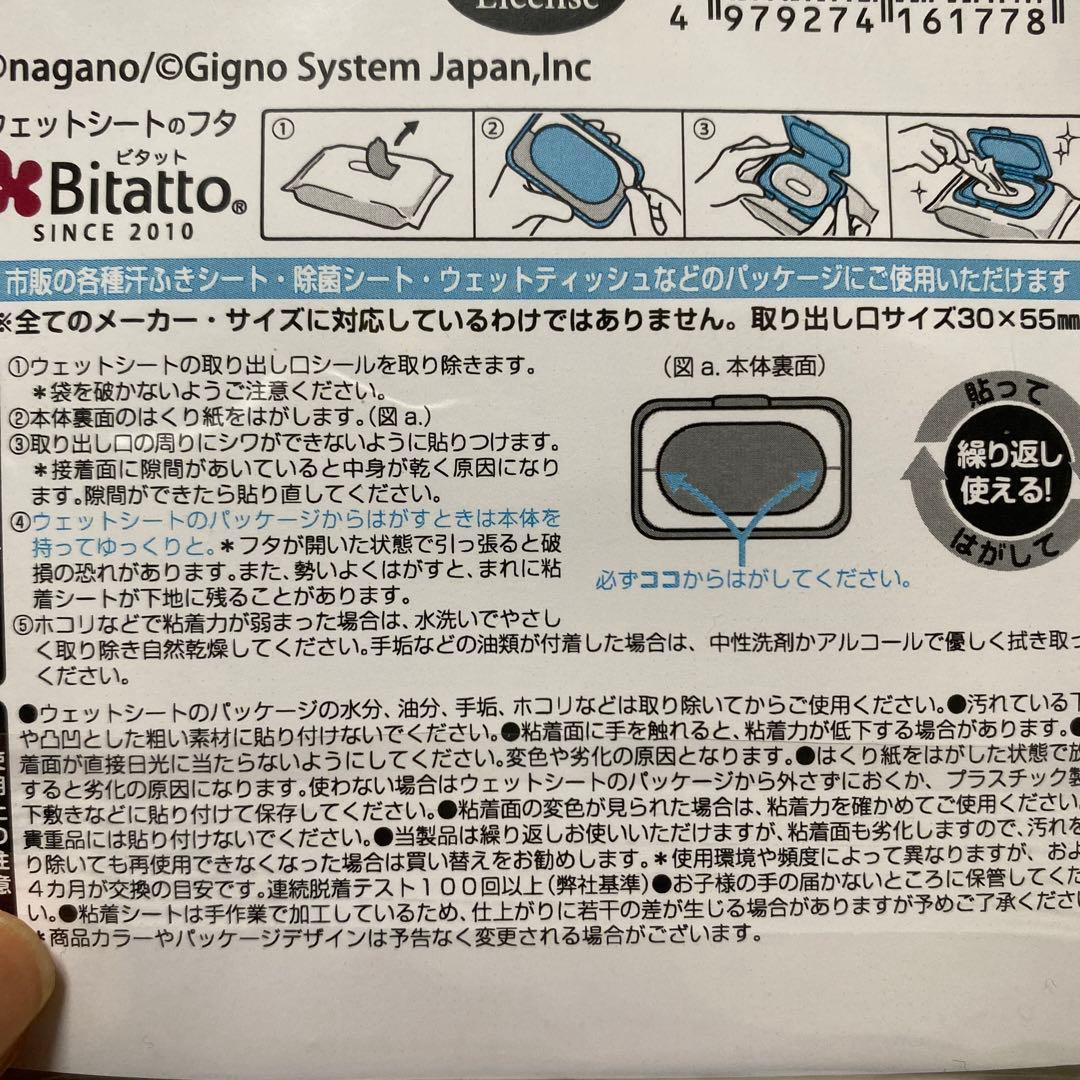 License
4 979274 161778
©nagano/©Gigno System Japan,Inc
ウェットシートのフタ
ビタット
Bitatto®
SINCE 2010
① ② ③
市販の各種汗ふきシート・除菌シート・ウェットティッシュなどのパッケージにご使用いただけます
※全てのメーカー・サイズに対応しているわけではありません。取り出し口サイズ30×55mm
①ウェットシートの取り出し口シールを取り除きます。
＊袋を破かないようご注意ください。
②本体裏面のはくり紙をはがします。(図a.)
③取り出し口の周りにシワができないように貼りつけます。
＊接着面に隙間があいていると中身が乾く原因になり
ます。隙間ができたら貼り直してください。
④ウェットシートのパッケージからはがすときは本体を
持ってゆっくりと。＊フタが開いた状態で引っ張ると破
損の恐れがあります。また、勢いよくはがすと、まれに粘
着シートが下地に残ることがあります。
⑤ホコリなどで粘着力が弱まった場合は、水洗いでやさし
く取り除き自然乾燥してください。手垢などの油類が付着した場合は、中性洗剤かアルコールで優しく拭き取っ
ください。
(図a.本体裏面)
必ずココからはがしてください。
貼って
繰り返し
使える!
はがして
●ウェットシートのパッケージの水分、油分、手垢、ホコリなどは取り除いてからご使用ください。●汚れている下
や凸凹とした粗い素材に貼り付けないでください。●粘着面に手を触れると、粘着力が低下する場合があります。●
着面が直接日光に当たらないようにしてください。変色や劣化の原因となります。●はくり紙をはがした状態で放
すると劣化の原因になります。使わない場合はウェットシートのパッケージから外さずにおくか、プラスチック製
下敷きなどに貼り付けて保存してください。●粘着面の変色が見られた場合は、粘着力を確かめてご使用ください
貴重品には貼り付けないでください。●当製品は繰り返しお使いいただけますが、粘着面も劣化しますので、汚れを
り除いても再使用できなくなった場合は買い替えをお勧めします。＊使用環境や頻度によって異なりますが、およ
4カ月が交換の目安です。連続脱着テスト100回以上(弊社基準)●お子様の手の届かないところに保管してくだ
い。●粘着シートは手作業で加工しているため、仕上がりに若干の差が生じる場合がありますが予めご了承ください
＊商品カラーやパッケージデザインは予告なく変更される場合がございます。